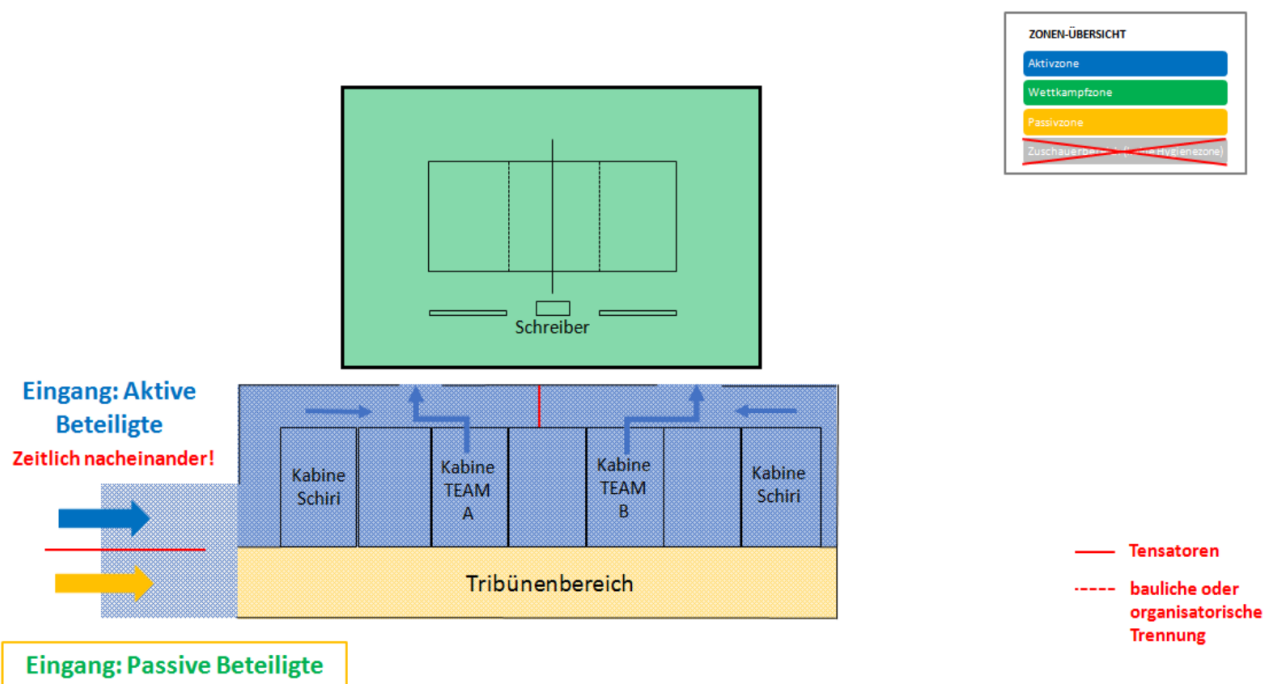 ZONEN-ÜBERSICHT
Aktivzone
Wettkampfzone
Passivzone
Schreiber
Eingang: Aktive
Beteiligte
Zeitlich nacheinander!
Kabine
Schiri
Kabine
TEAM
A
Kabine
TEAM
B
Kabine
Schiri
Tribünenbereich
Tensatoren
bauliche oder
organisatorische
Trennung
Eingang: Passive Beteiligte